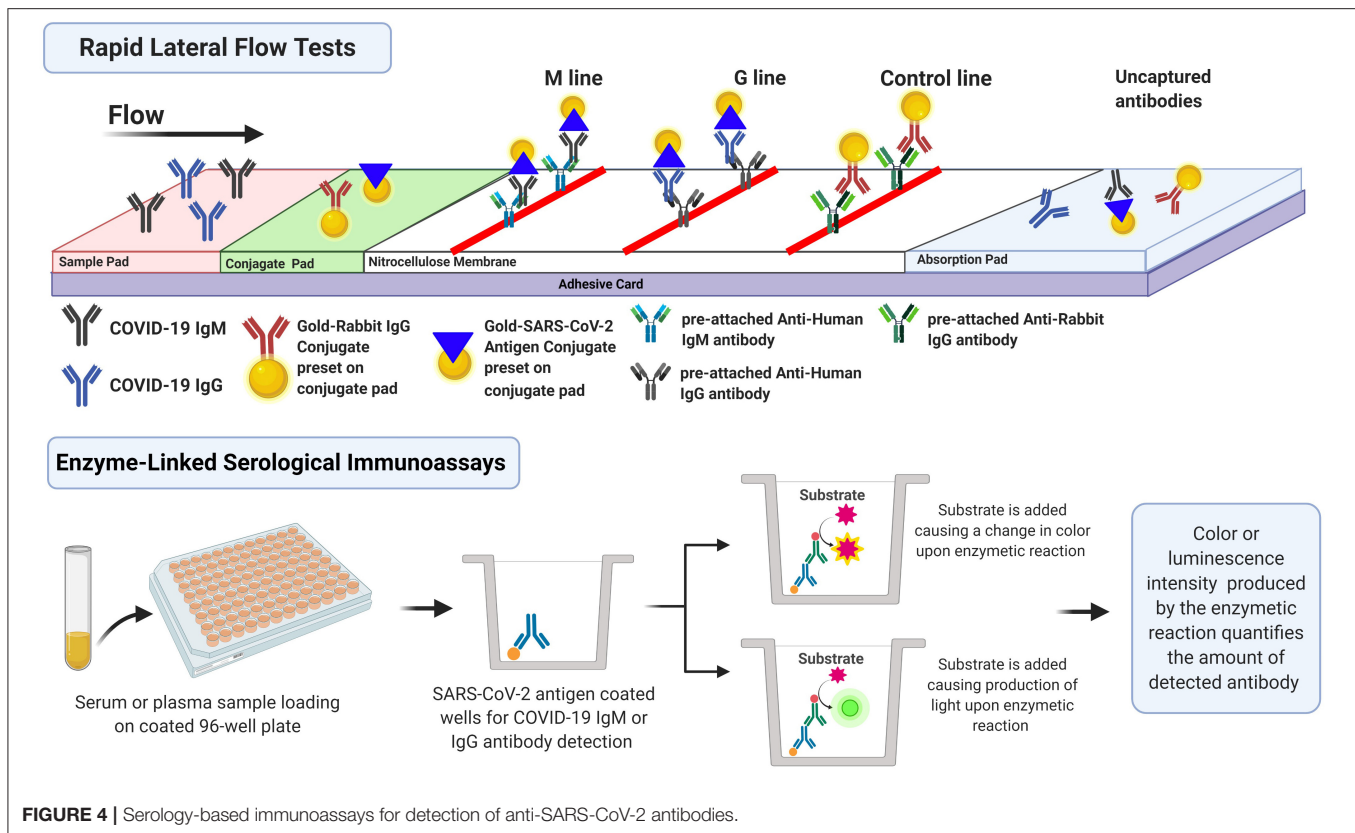 Rapid Lateral Flow Tests
Flow
M line
G line
Control line
Uncaptured
antibodies
Sample Pad
Conjagate Pad
Nitrocellulose Membrane
Absorption Pad
Adhesive Card
COVID-19 IgM
COVID-19 IgG
Gold-Rabbit IgG
Conjugate
preset on
conjugate pad
Gold-SARS-CoV-2
Antigen Conjugate
preset on
conjugate pad
pre-attached Anti-Human
IgM antibody
pre-attached Anti-Human
IgG antibody
pre-attached Anti-Rabbit
IgG antibody
Enzyme-Linked Serological Immunoassays
Serum or plasma sample loading
on coated 96-well plate
SARS-CoV-2 antigen coated
wells for COVID-19 IgM or
IgG antibody detection
Substrate
Substrate is added
causing a change in color
upon enzymetic reaction
Substrate
Substrate is added
causing production of
light upon enzymetic
reaction
Color or
luminescence
intensity produced
by the enzymetic
reaction quantifies
the amount of
detected antibody
FIGURE 4 | Serology-based immunoassays for detection of anti-SARS-CoV-2 antibodies.